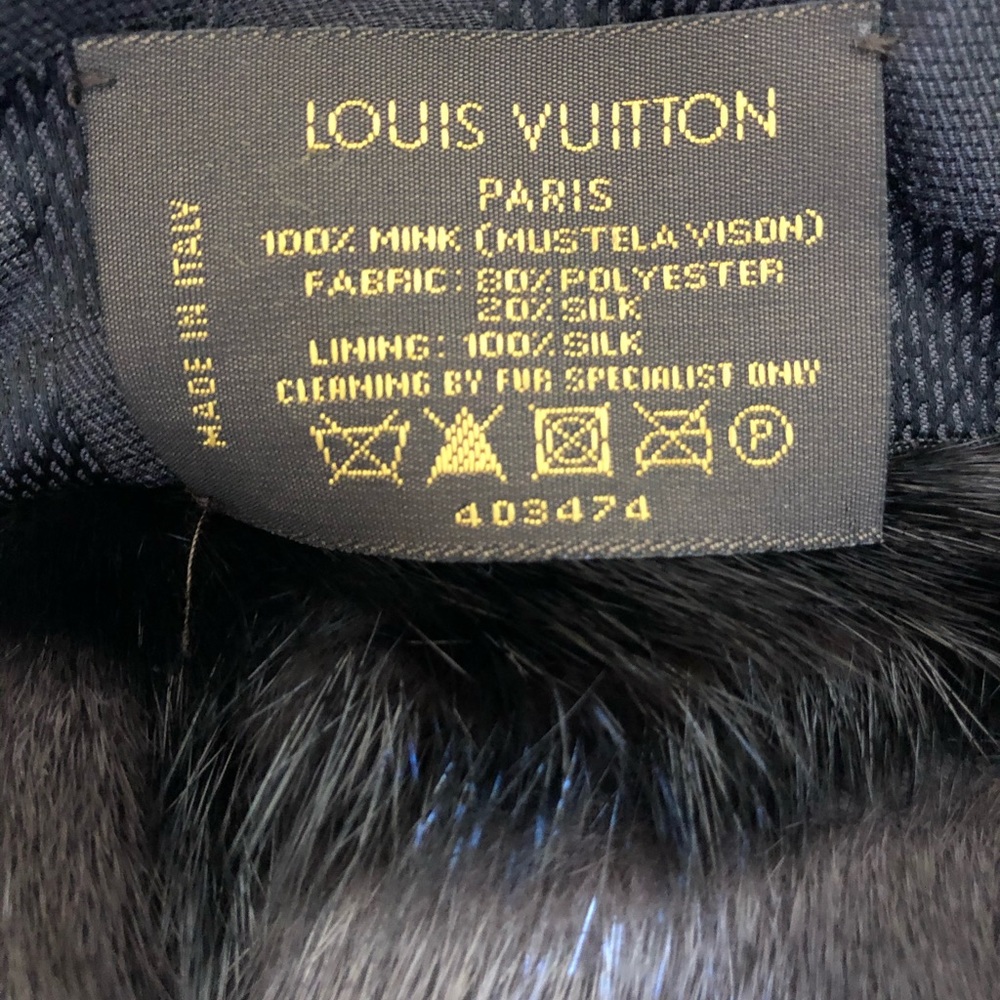 LOUIS VUITTON
PARIS
100% MINK (MUSTELA VISON)
FABRIC: 80% POLYESTER
20% SILK
LINING: 100% SILK
CLEANING BY FUR SPECIALIST ONLY
P
403474
MADE IN ITALY